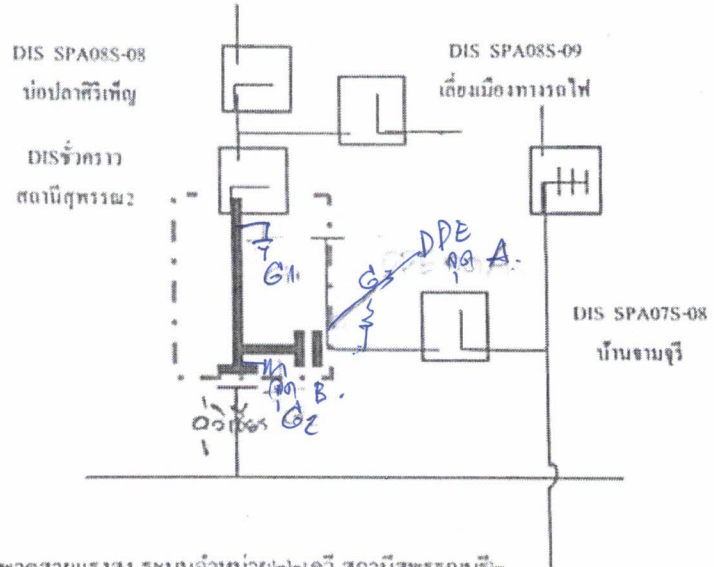 DIS SPA08S-08
บ่อปลาศิริเพ็ญ
DIS SPA08S-09
เลี่ยงเมืองทางรถไฟ
DISชั่วคราว
สถานีสุพรรณ2
DPE
A.
G1
G3
DIS SPA07S-08
บ้านจามจุรี
B.
G2